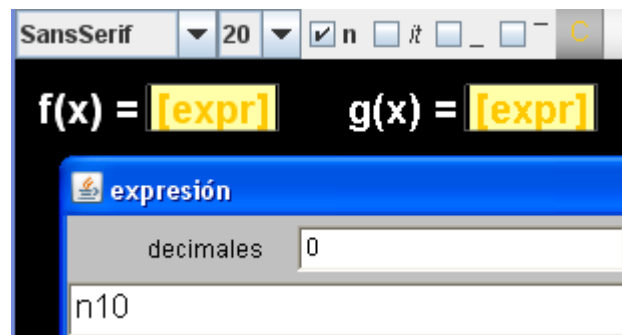 SansSerif 20 n it _ ‾ C
f(x) = [expr] g(x) = [expr]
expresión
decimales 0
n10